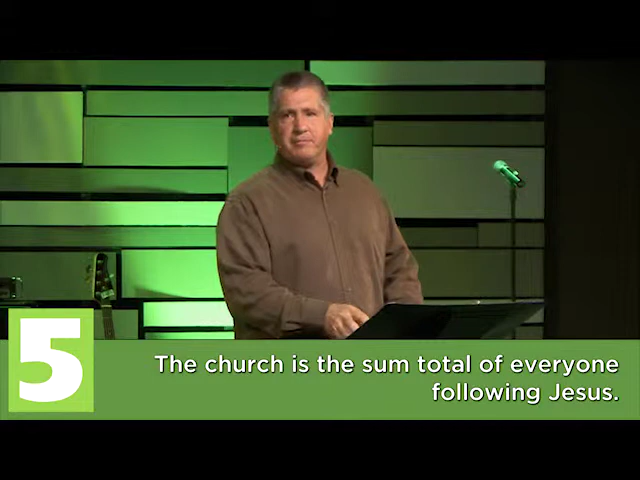 5
The church is the sum total of everyone
following Jesus.